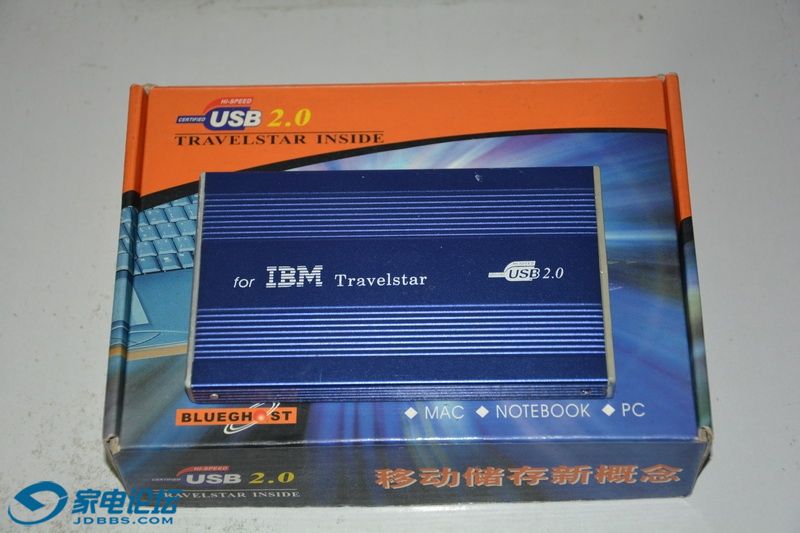 HI-SPEED
CERTIFIED USB 2.0
TRAVELSTAR INSIDE
for IBM Travelstar
USB 2.0
BLUEGHOST
◆ MAC ◆ NOTEBOOK ◆ PC
HI-SPEED
CERTIFIED USB 2.0
TRAVELSTAR INSIDE
移动储存新概念
家电论坛
JDBBS.COM